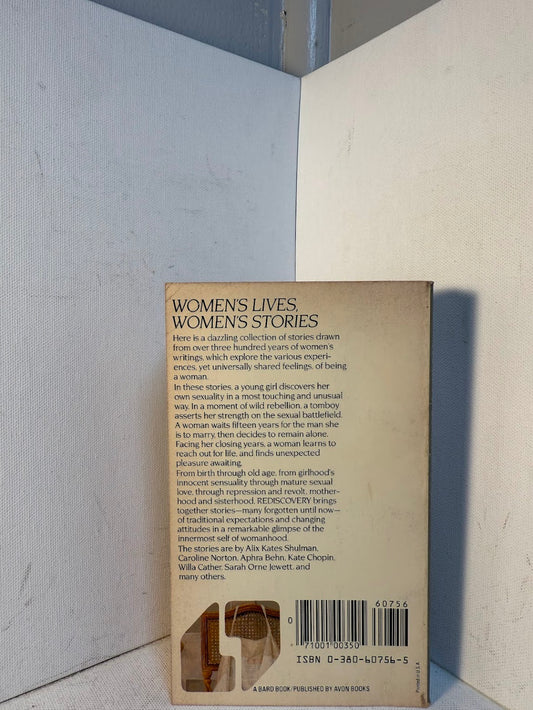 WOMEN'S LIVES,
WOMEN'S STORIES
Here is a dazzling collection of stories drawn
from over three hundred years of women's
writings, which explore the various experi-
ences, yet universally shared feelings, of being
a woman.
In these stories, a young girl discovers her
own sexuality in a most touching and unusual
way. In a moment of wild rebellion, a tomboy
asserts her strength on the sexual battlefield.
A woman waits fifteen years for the man she
is to marry, then decides to remain alone.
Facing her closing years, a woman learns to
reach out for life, and finds unexpected
pleasure awaiting.
From birth through old age, from girlhood's
innocent sensuality through mature sexual
love, through repression and revolt, mother-
hood and sisterhood, REDISCOVERY brings
together stories—many forgotten until now—
of traditional expectations and changing
attitudes in a remarkable glimpse of the
innermost self of womanhood.
The stories are by Alix Kates Shulman,
Caroline Norton, Aphra Behn, Kate Chopin,
Willa Cather, Sarah Orne Jewett, and
many others.
60756
0
71001 00350
ISBN 0-380-60756-5
Printed in U.S.A.
A BARD BOOK/PUBLISHED BY AVON BOOKS